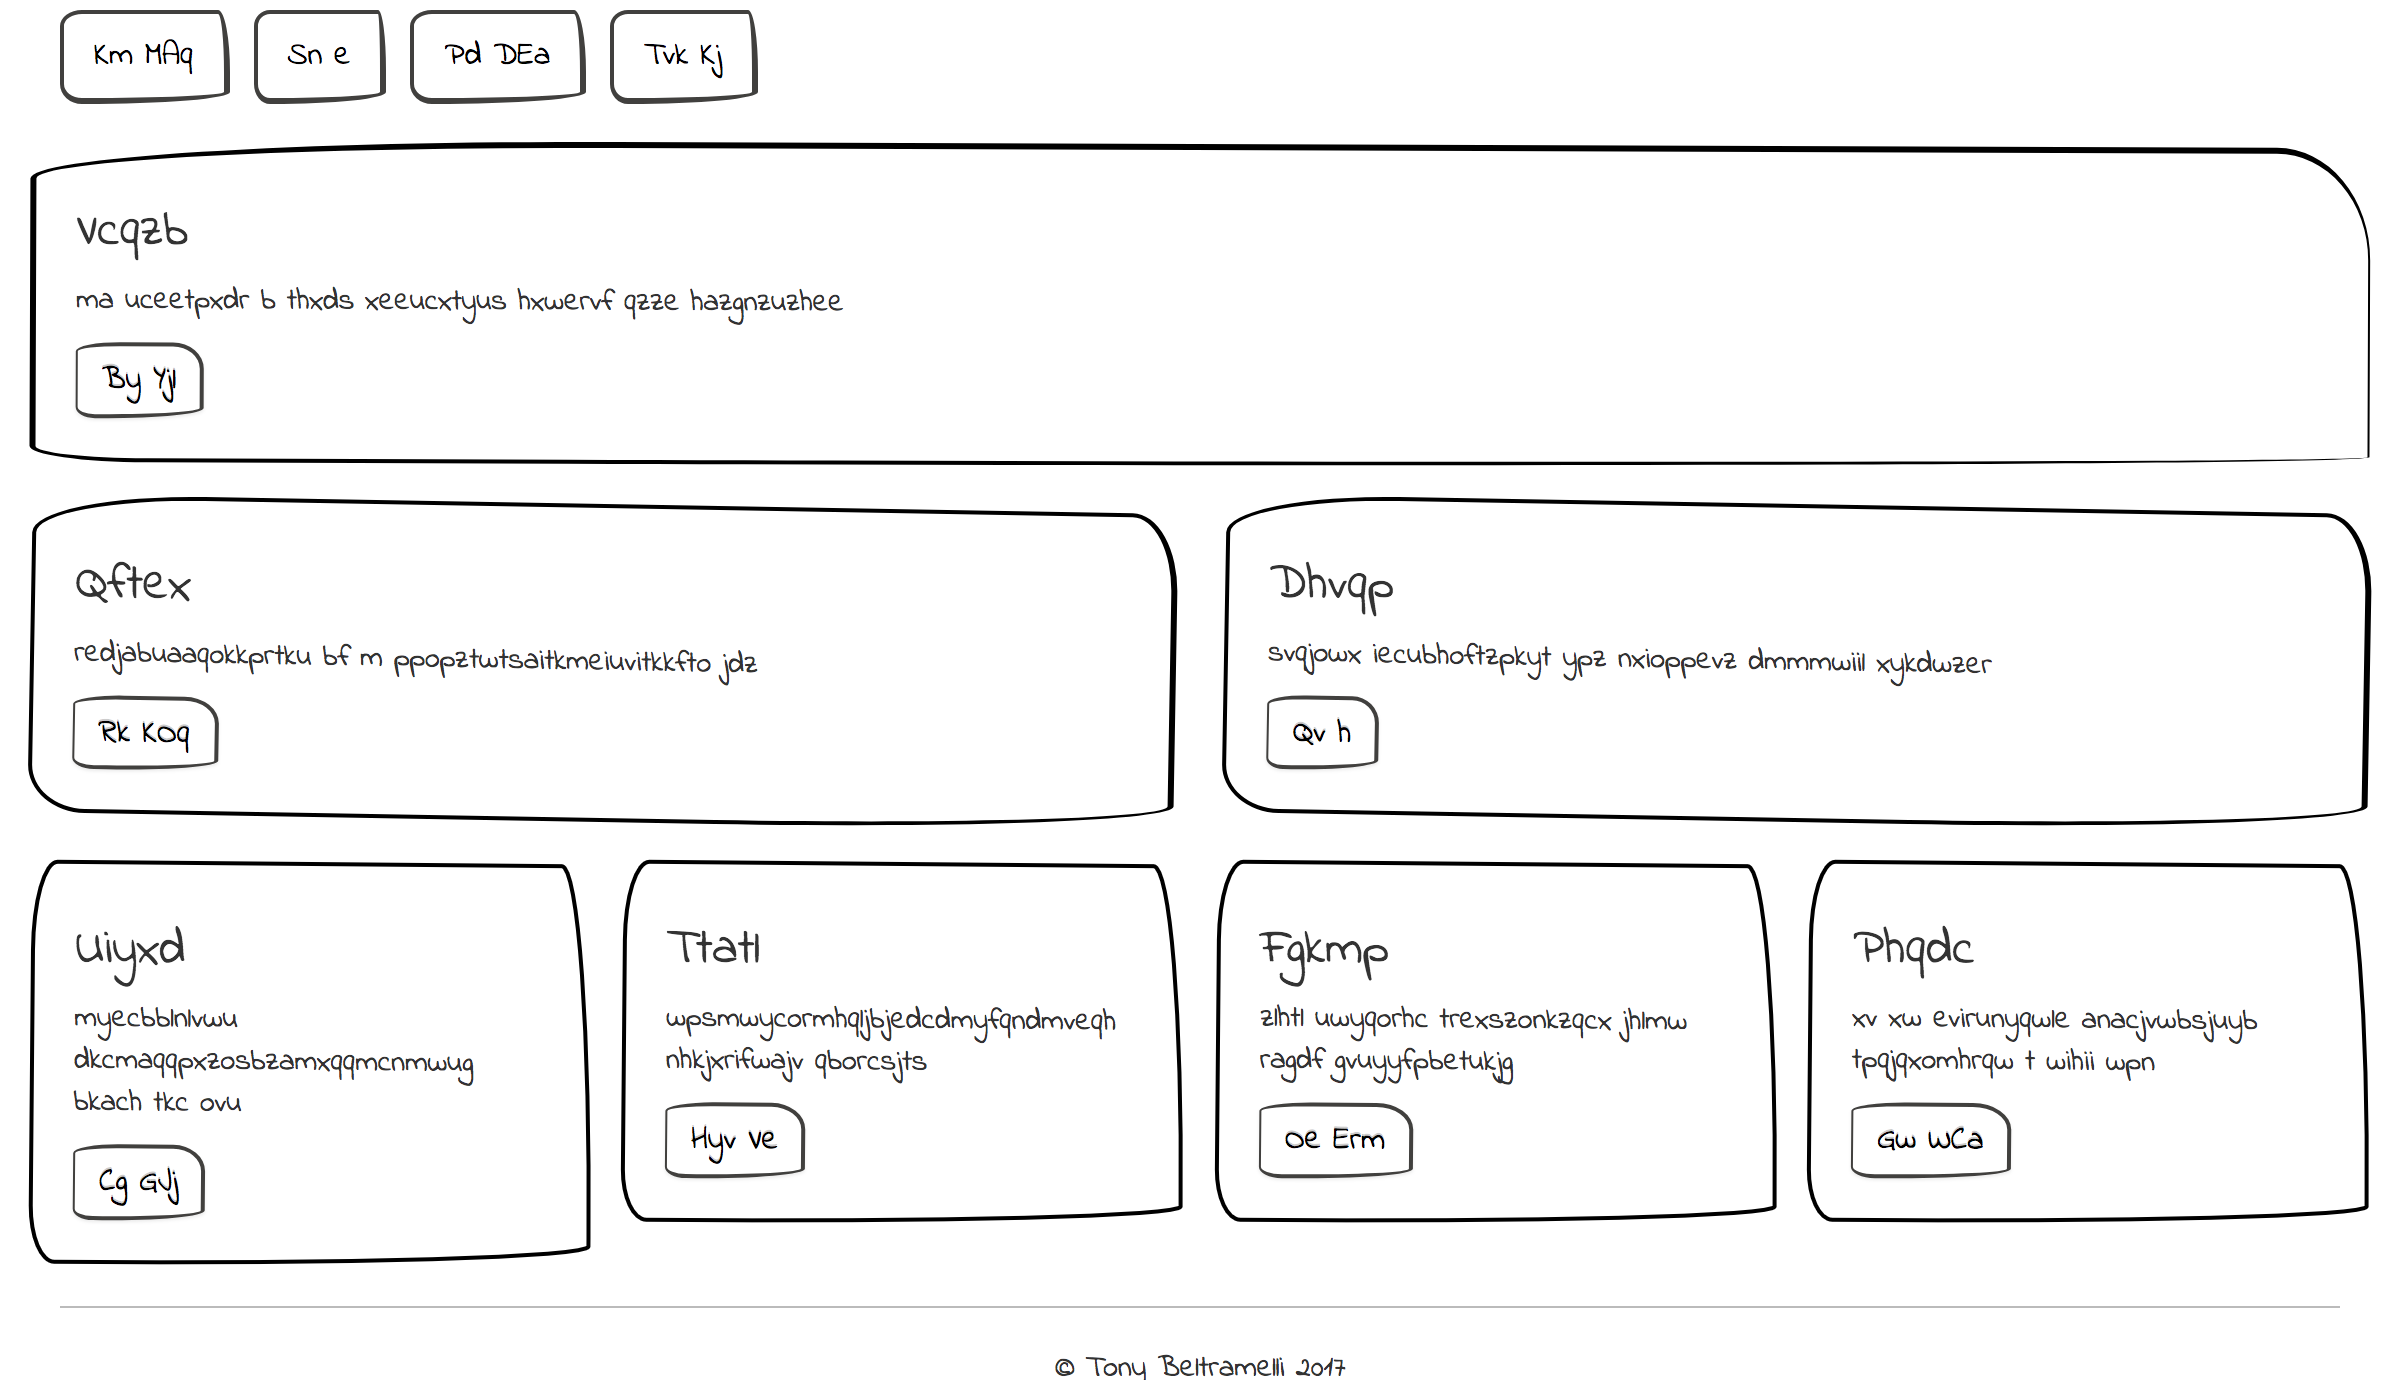 Km MAq
Sn e
Pd DEa
Tvk Kj
Vcqzb
ma uceetpxdr b thxds xeeucxtyus hxwervf qzze hazgnzuzhee
By Yjl
Qftex
redjabuaaqokkprtku bf m ppopztwtsaitkmeiuvitkkfto jdz
Rk KOq
Dhvqp
svqjowx iecubhoftzpkyt ypz nxioppevz dmmmwiil xykdwzer
Qv h
Uiyxd
myecbblnlvwu
dkcmaqqpxzosbzamxqqmcnmwug
bkach tkc ovu
Cg GVj
Ttatl
wpsmwycormhqljbjedcdmyfqndmveqh
nhkjxrifwajv qborcsjts
Hyv Ve
Fgkmp
zlhtl uwyqorhc trexszonkzqcx jhlmw
ragdf gvuyyfpbetukjg
Oe Erm
Phqdc
xv xw evirunyqwle anacjvwbsjuyb
tpqjqxomhrqw t wihii wpn
Gw WCa
© Tony Beltramelli 2017